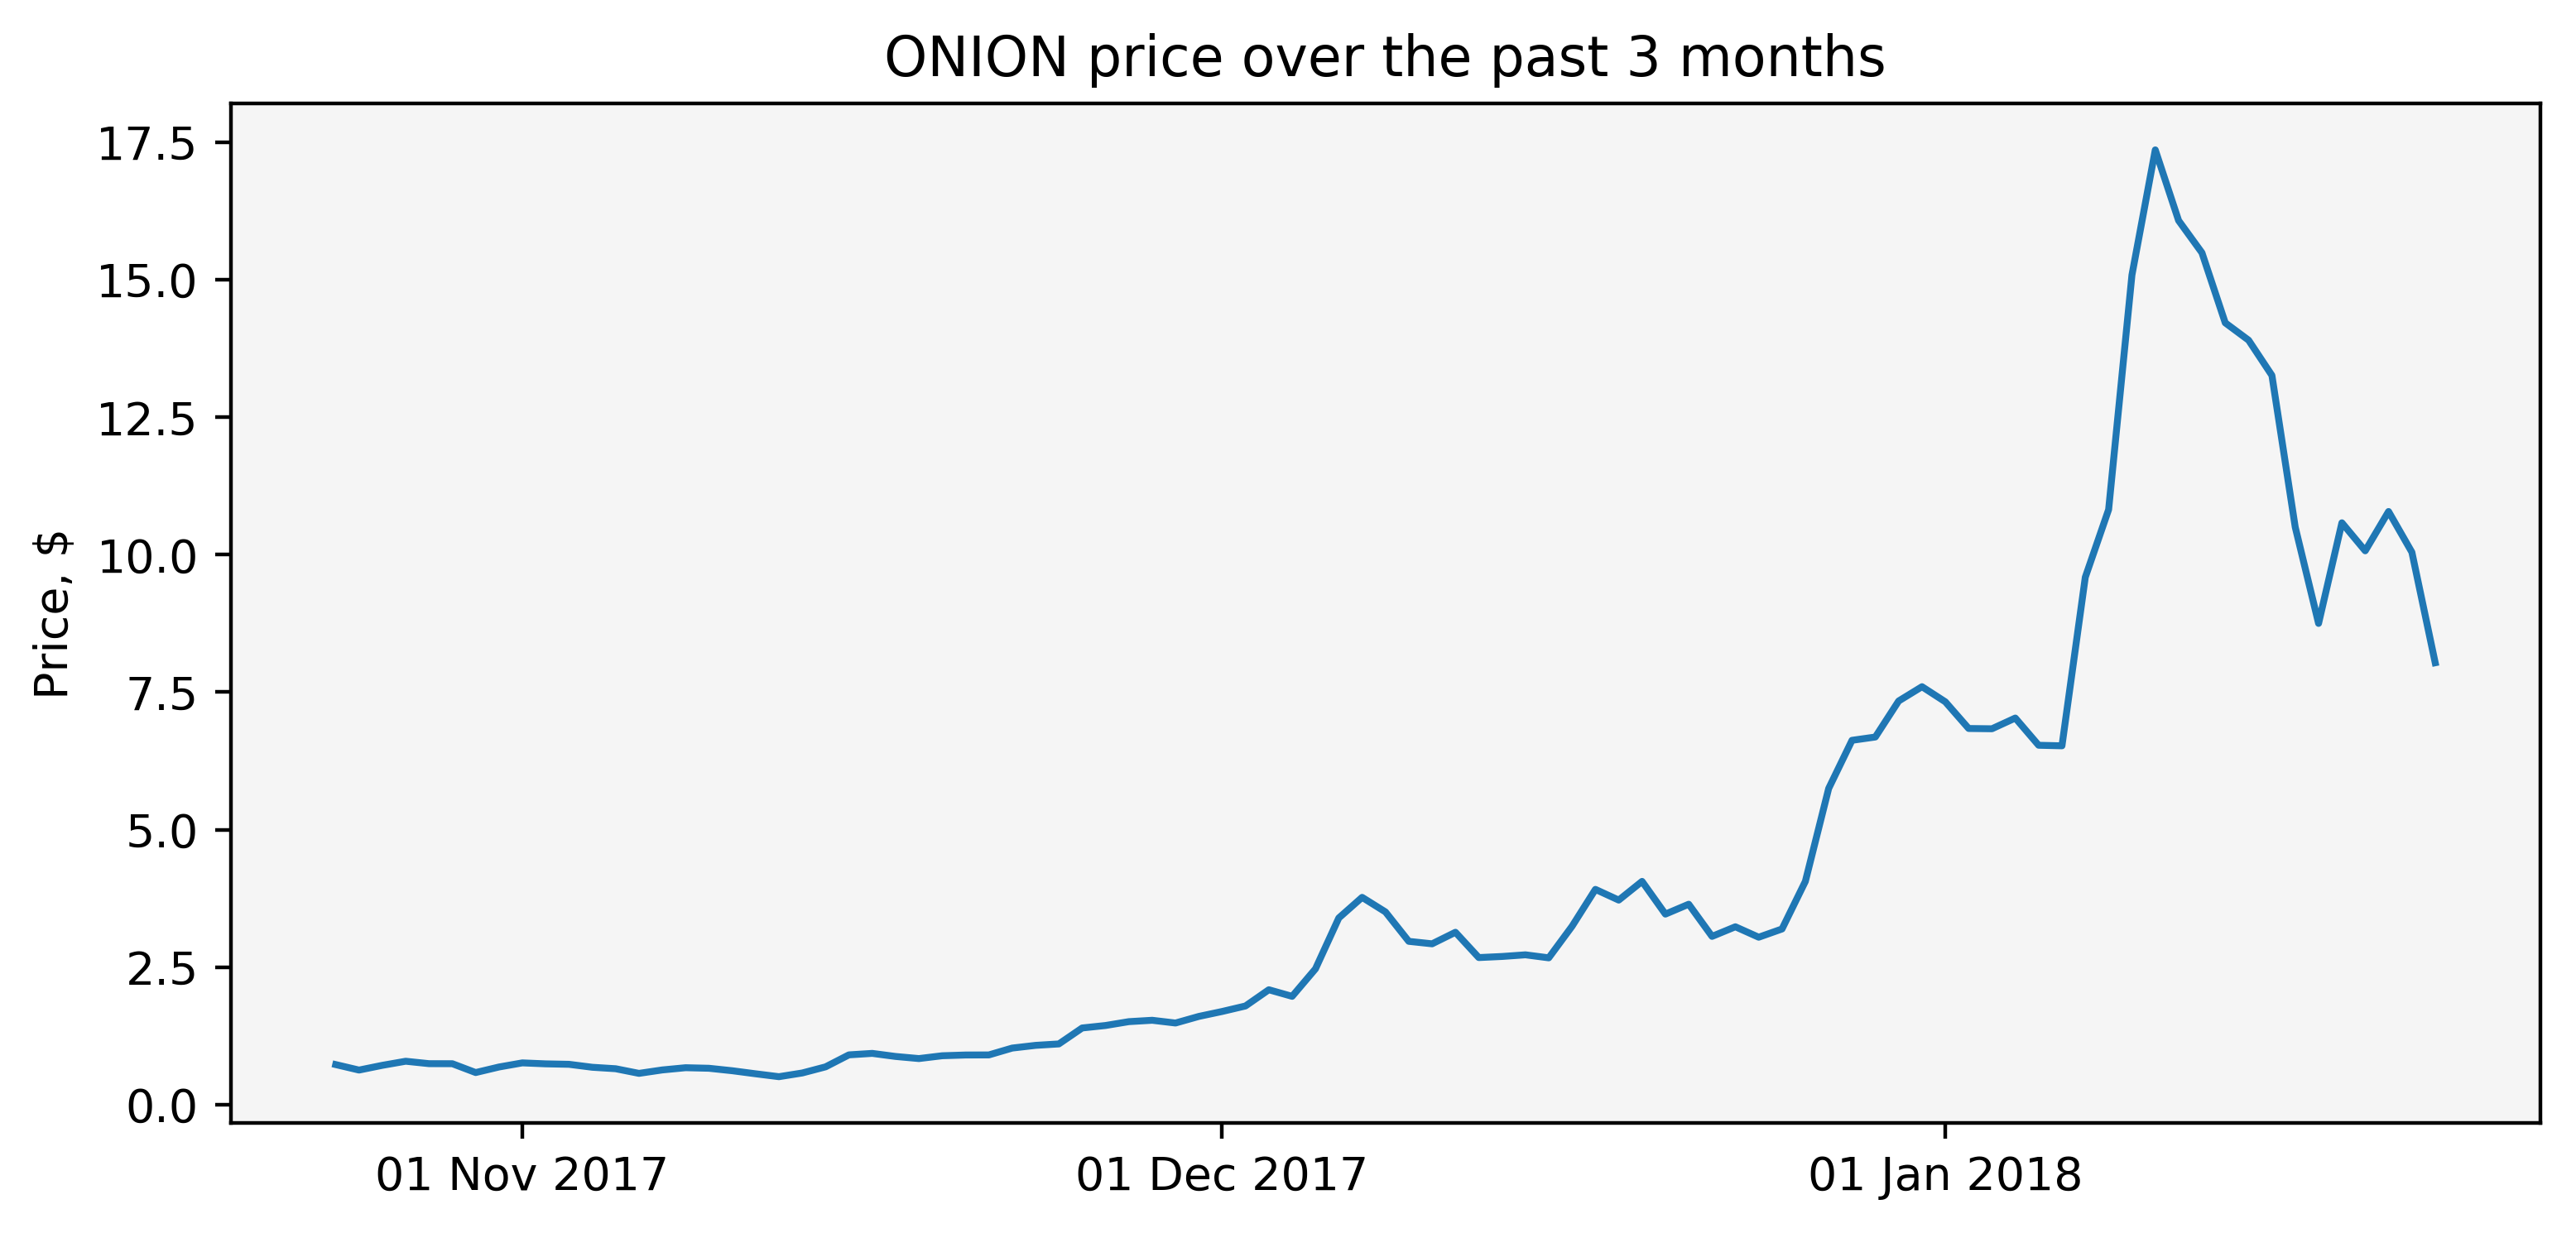 ONION price over the past 3 months
Price, $
17.5
15.0
12.5
10.0
7.5
5.0
2.5
0.0
01 Nov 2017
01 Dec 2017
01 Jan 2018